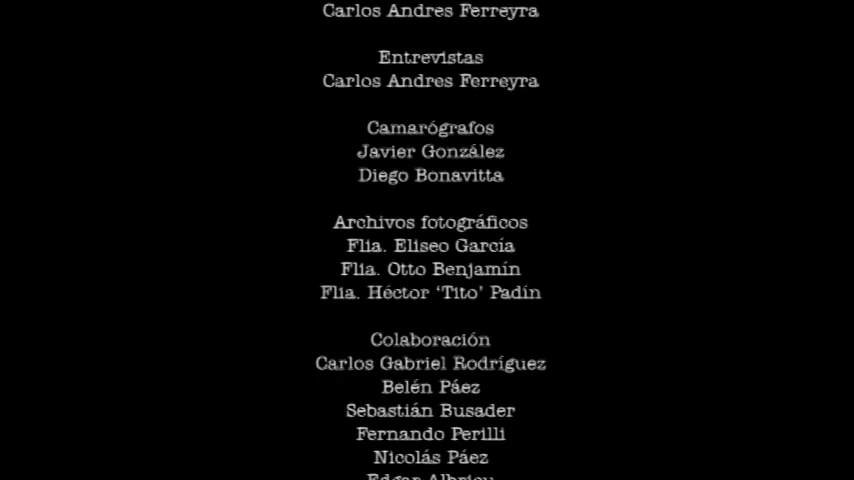 Carlos Andres Ferreyra
Entrevistas
Carlos Andres Ferreyra
Camarógrafos
Javier González
Diego Bonavitta
Archivos fotográficos
Flia. Eliseo García
Flia. Otto Benjamín
Flia. Héctor ‘Tito’ Padín
Colaboración
Carlos Gabriel Rodríguez
Belén Páez
Sebastián Busader
Fernando Perilli
Nicolás Páez
Edgar